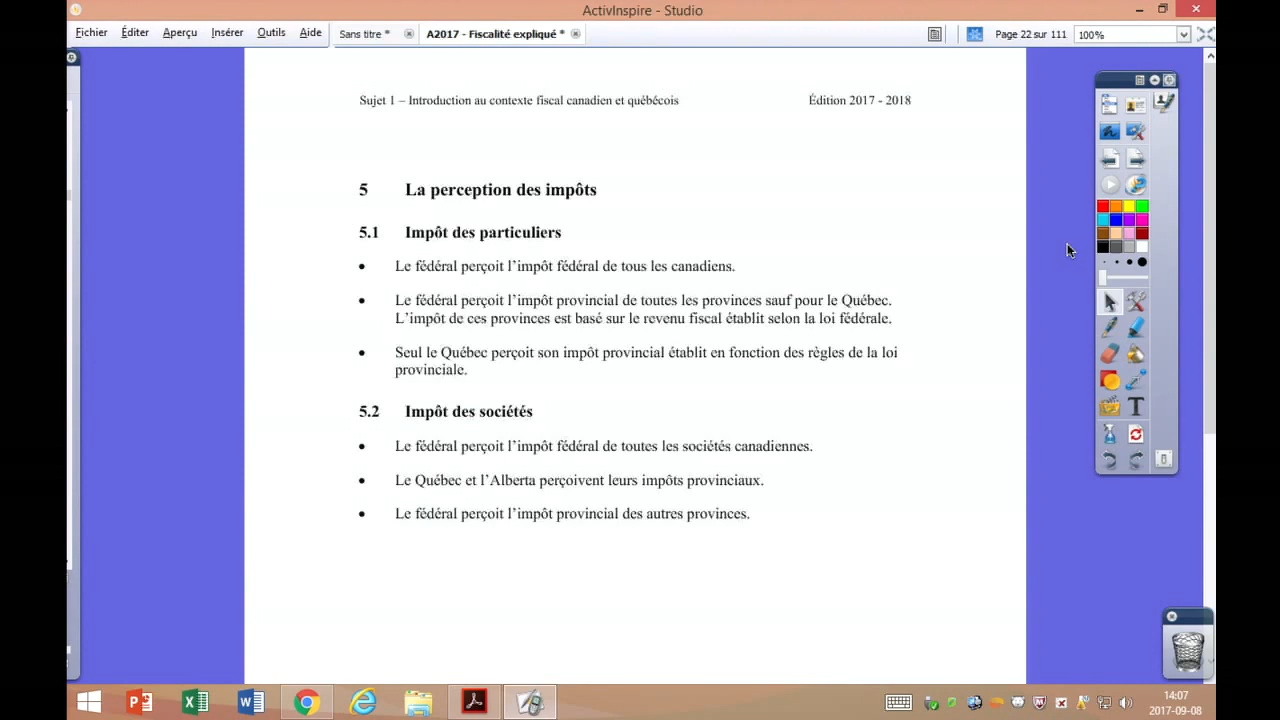 ActivInspire - Studio
Fichier Éditer Aperçu Insérer Outils Aide Sans titre * A2017 - Fiscalité expliqué * Page 22 sur 111 100%
Sujet 1 – Introduction au contexte fiscal canadien et québécois Édition 2017 - 2018
5 La perception des impôts
5.1 Impôt des particuliers
• Le fédéral perçoit l’impôt fédéral de tous les canadiens.
• Le fédéral perçoit l’impôt provincial de toutes les provinces sauf pour le Québec.
L’impôt de ces provinces est basé sur le revenu fiscal établit selon la loi fédérale.
• Seul le Québec perçoit son impôt provincial établit en fonction des règles de la loi
provinciale.
5.2 Impôt des sociétés
• Le fédéral perçoit l’impôt fédéral de toutes les sociétés canadiennes.
• Le Québec et l’Alberta perçoivent leurs impôts provinciaux.
• Le fédéral perçoit l’impôt provincial des autres provinces.
14:07
2017-09-08